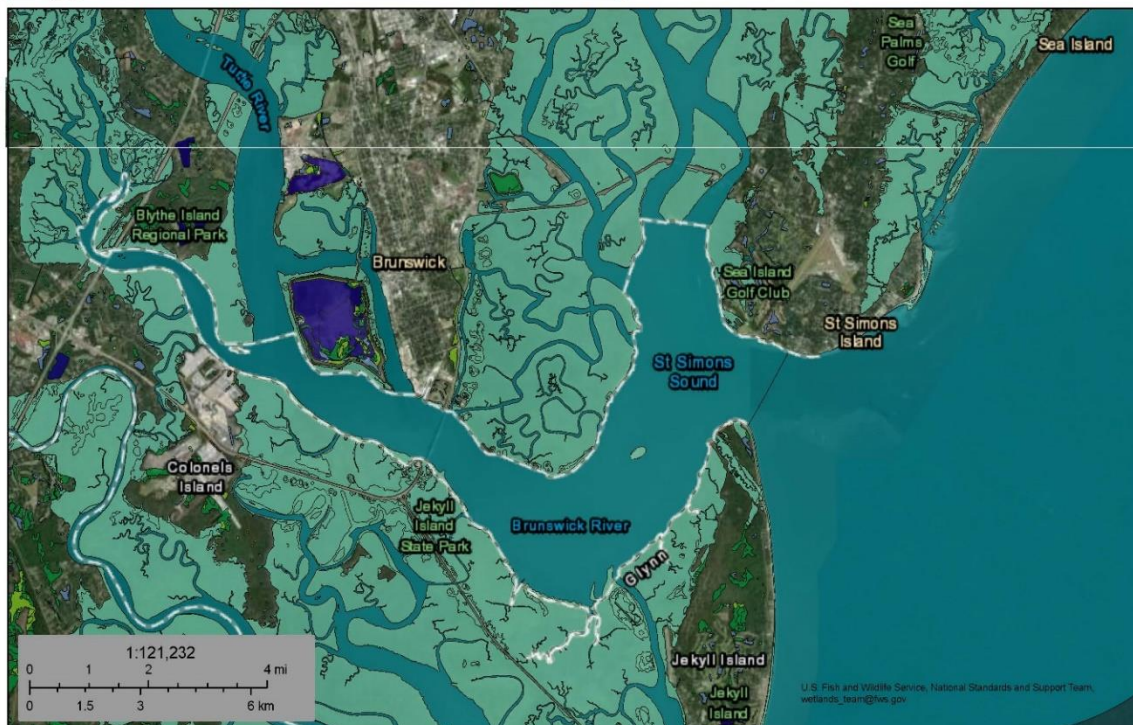 Sea
Palms
Golf
Sea Island
Turtle River
Blythe Island
Regional Park
Brunswick
Sea Island
Golf Club
St Simons
Island
St Simons
Sound
Colonels
Island
Jekyll
Island
State Park
Brunswick River
Glynn
Jekyll Island
Jekyll
Island
1:121,232
0 1 2 4 mi
0 1.5 3 6 km
U.S. Fish and Wildlife Service, National Standards and Support Team,
wetlands_team@fws.gov